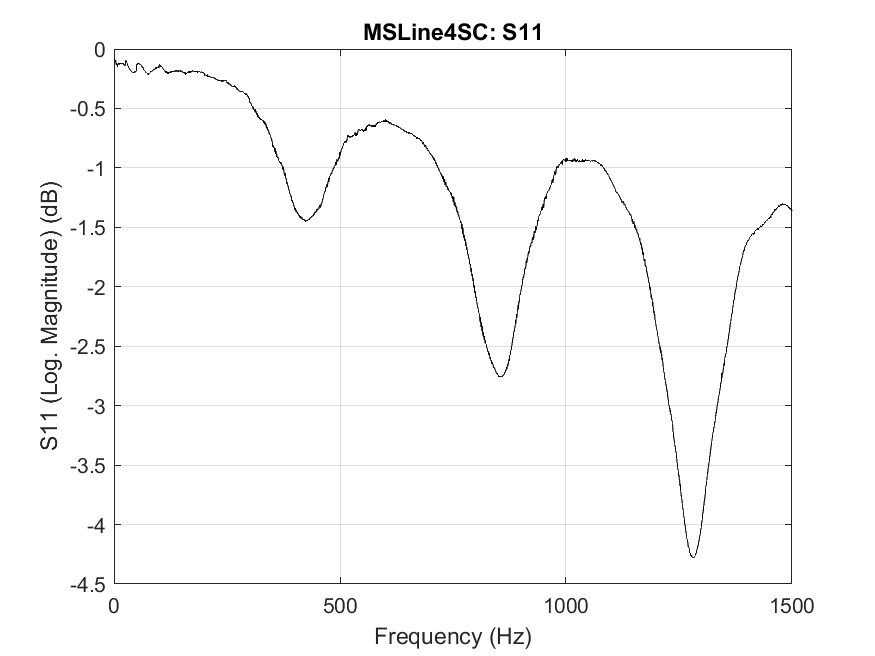 MSLine4SC: S11
0
-0.5
-1
-1.5
-2
-2.5
-3
-3.5
-4
-4.5
S11 (Log. Magnitude) (dB)
0 500 1000 1500
Frequency (Hz)